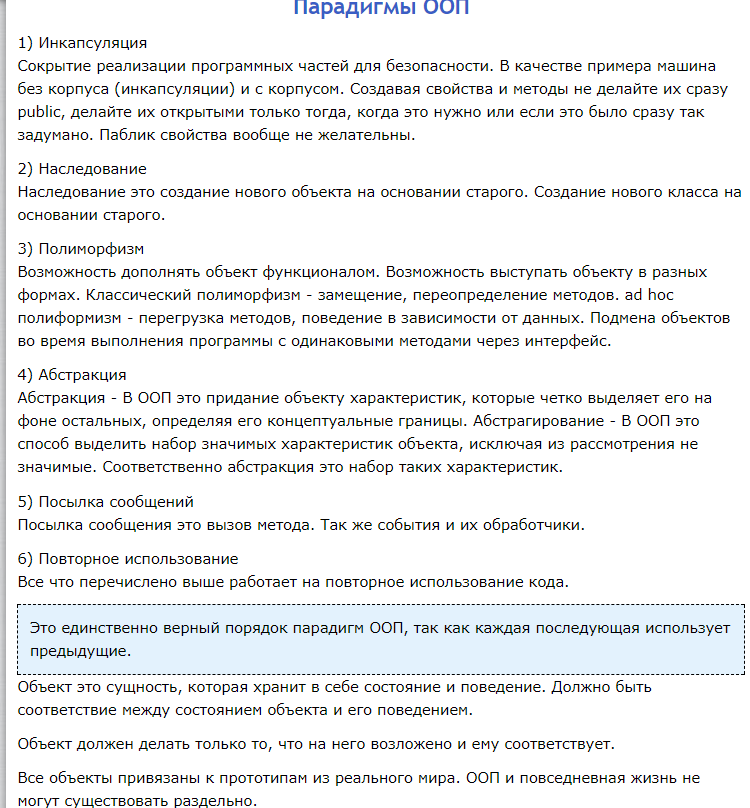 Парадигмы ООП
1) Инкапсуляция
Сокрытие реализации программных частей для безопасности. В качестве примера машина
без корпуса (инкапсуляции) и с корпусом. Создавая свойства и методы не делайте их сразу
public, делайте их открытыми только тогда, когда это нужно или если это было сразу так
задумано. Паблик свойства вообще не желательны.
2) Наследование
Наследование это создание нового объекта на основании старого. Создание нового класса на
основании старого.
3) Полиморфизм
Возможность дополнять объект функционалом. Возможность выступать объекту в разных
формах. Классический полиморфизм - замещение, переопределение методов. ad hoc
полиформизм - перегрузка методов, поведение в зависимости от данных. Подмена объектов
во время выполнения программы с одинаковыми методами через интерфейс.
4) Абстракция
Абстракция - В ООП это придание объекту характеристик, которые четко выделяет его на
фоне остальных, определяя его концептуальные границы. Абстрагирование - В ООП это
способ выделить набор значимых характеристик объекта, исключая из рассмотрения не
значимые. Соответственно абстракция это набор таких характеристик.
5) Посылка сообщений
Посылка сообщения это вызов метода. Так же события и их обработчики.
6) Повторное использование
Все что перечислено выше работает на повторное использование кода.
Это единственно верный порядок парадигм ООП, так как каждая последующая использует
предыдущие.
Объект это сущность, которая хранит в себе состояние и поведение. Должно быть
соответствие между состоянием объекта и его поведением.
Объект должен делать только то, что на него возложено и ему соответствует.
Все объекты привязаны к прототипам из реального мира. ООП и повседневная жизнь не
могут существовать раздельно.